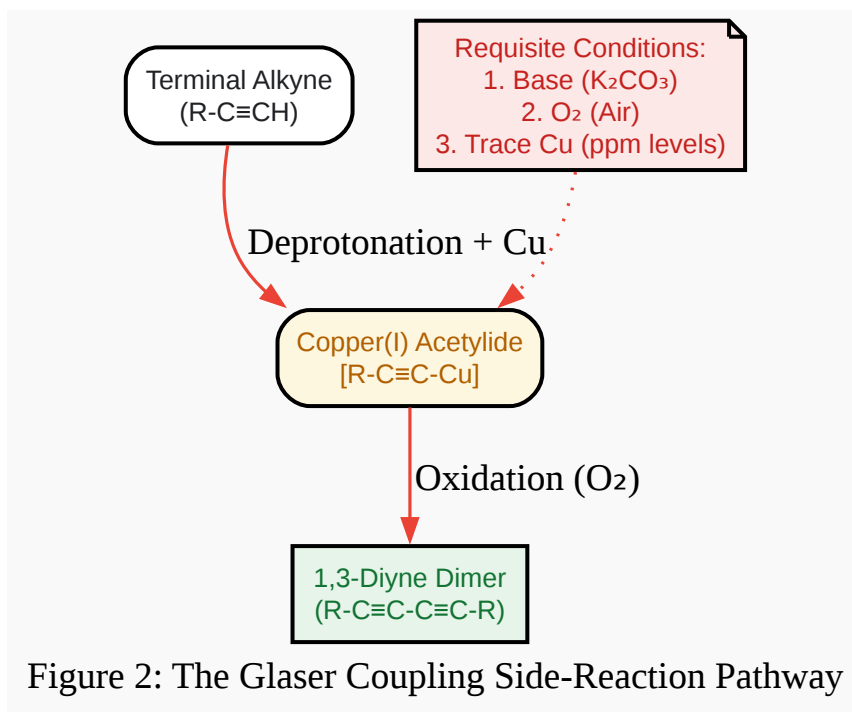 Terminal Alkyne
(R-C≡CH)
Requisite Conditions:
1. Base (K₂CO₃)
2. O₂ (Air)
3. Trace Cu (ppm levels)
Deprotonation + Cu
Copper(I) Acetylide
[R-C≡C-Cu]
Oxidation (O₂)
1,3-Diyne Dimer
(R-C≡C-C≡C-R)
Figure 2: The Glaser Coupling Side-Reaction Pathway